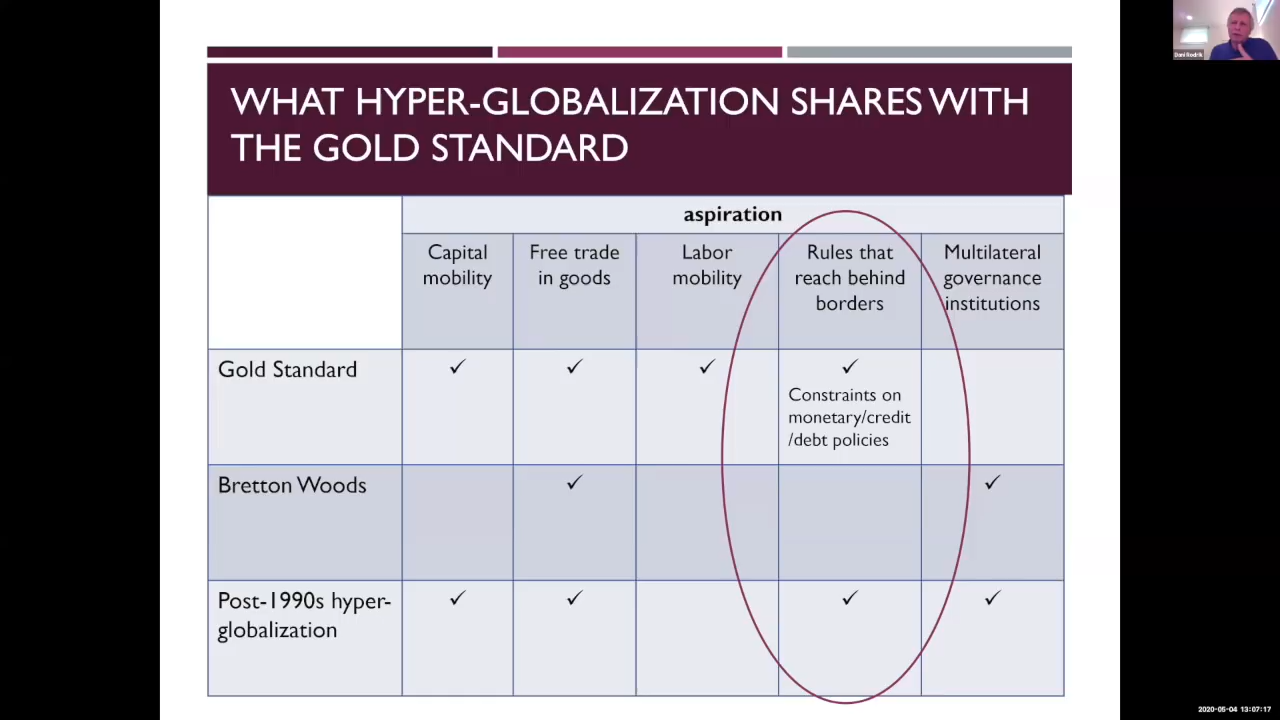 Dani Rodrik
WHAT HYPER-GLOBALIZATION SHARES WITH
THE GOLD STANDARD
aspiration
Capital
mobility
Free trade
in goods
Labor
mobility
Rules that
reach behind
borders
Multilateral
governance
institutions
Gold Standard
✓
✓
✓
✓
Constraints on
monetary/credit
/debt policies
Bretton Woods
✓
✓
Post-1990s hyper-
globalization
✓
✓
✓
✓
2020-05-04 13:07:17